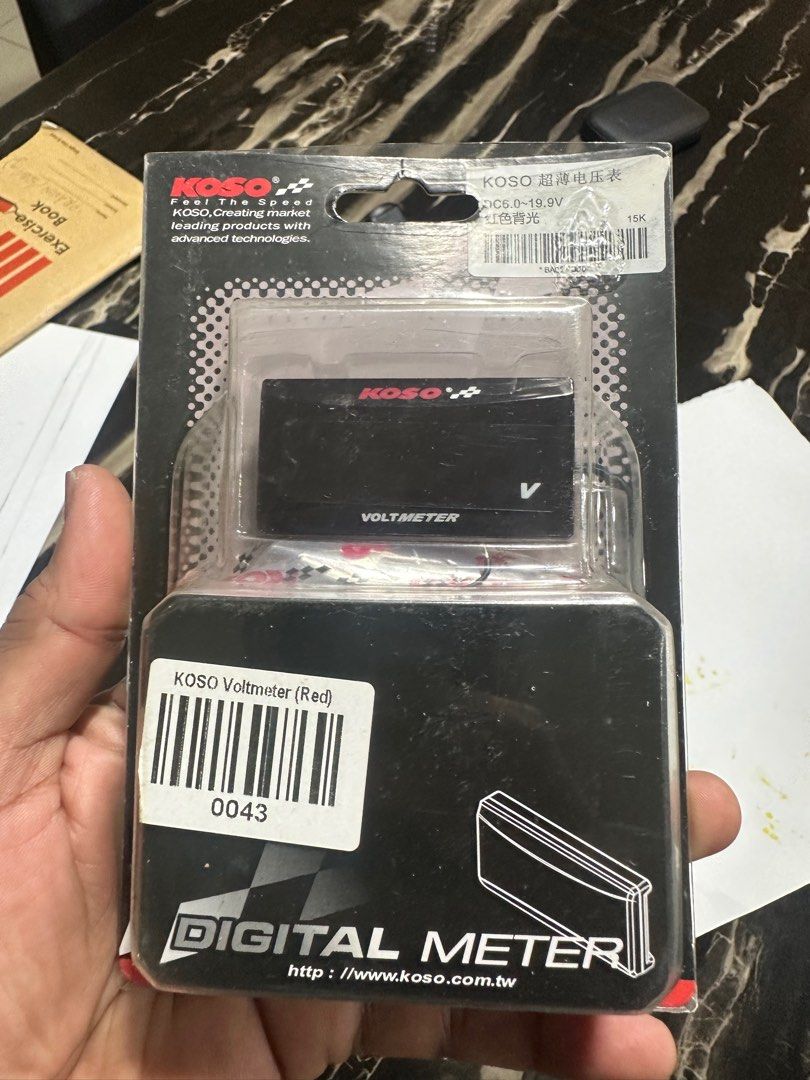 KOSO
Feel The Speed
KOSO, Creating market
leading products with
advanced technologies.
KOSO 超薄电压表
DC6.0~19.9V
红色背光
15K
KOSO
V
VOLTMETER
KOSO Voltmeter (Red)
0043
DIGITAL METER
http : //www.koso.com.tw
Exercise
Book